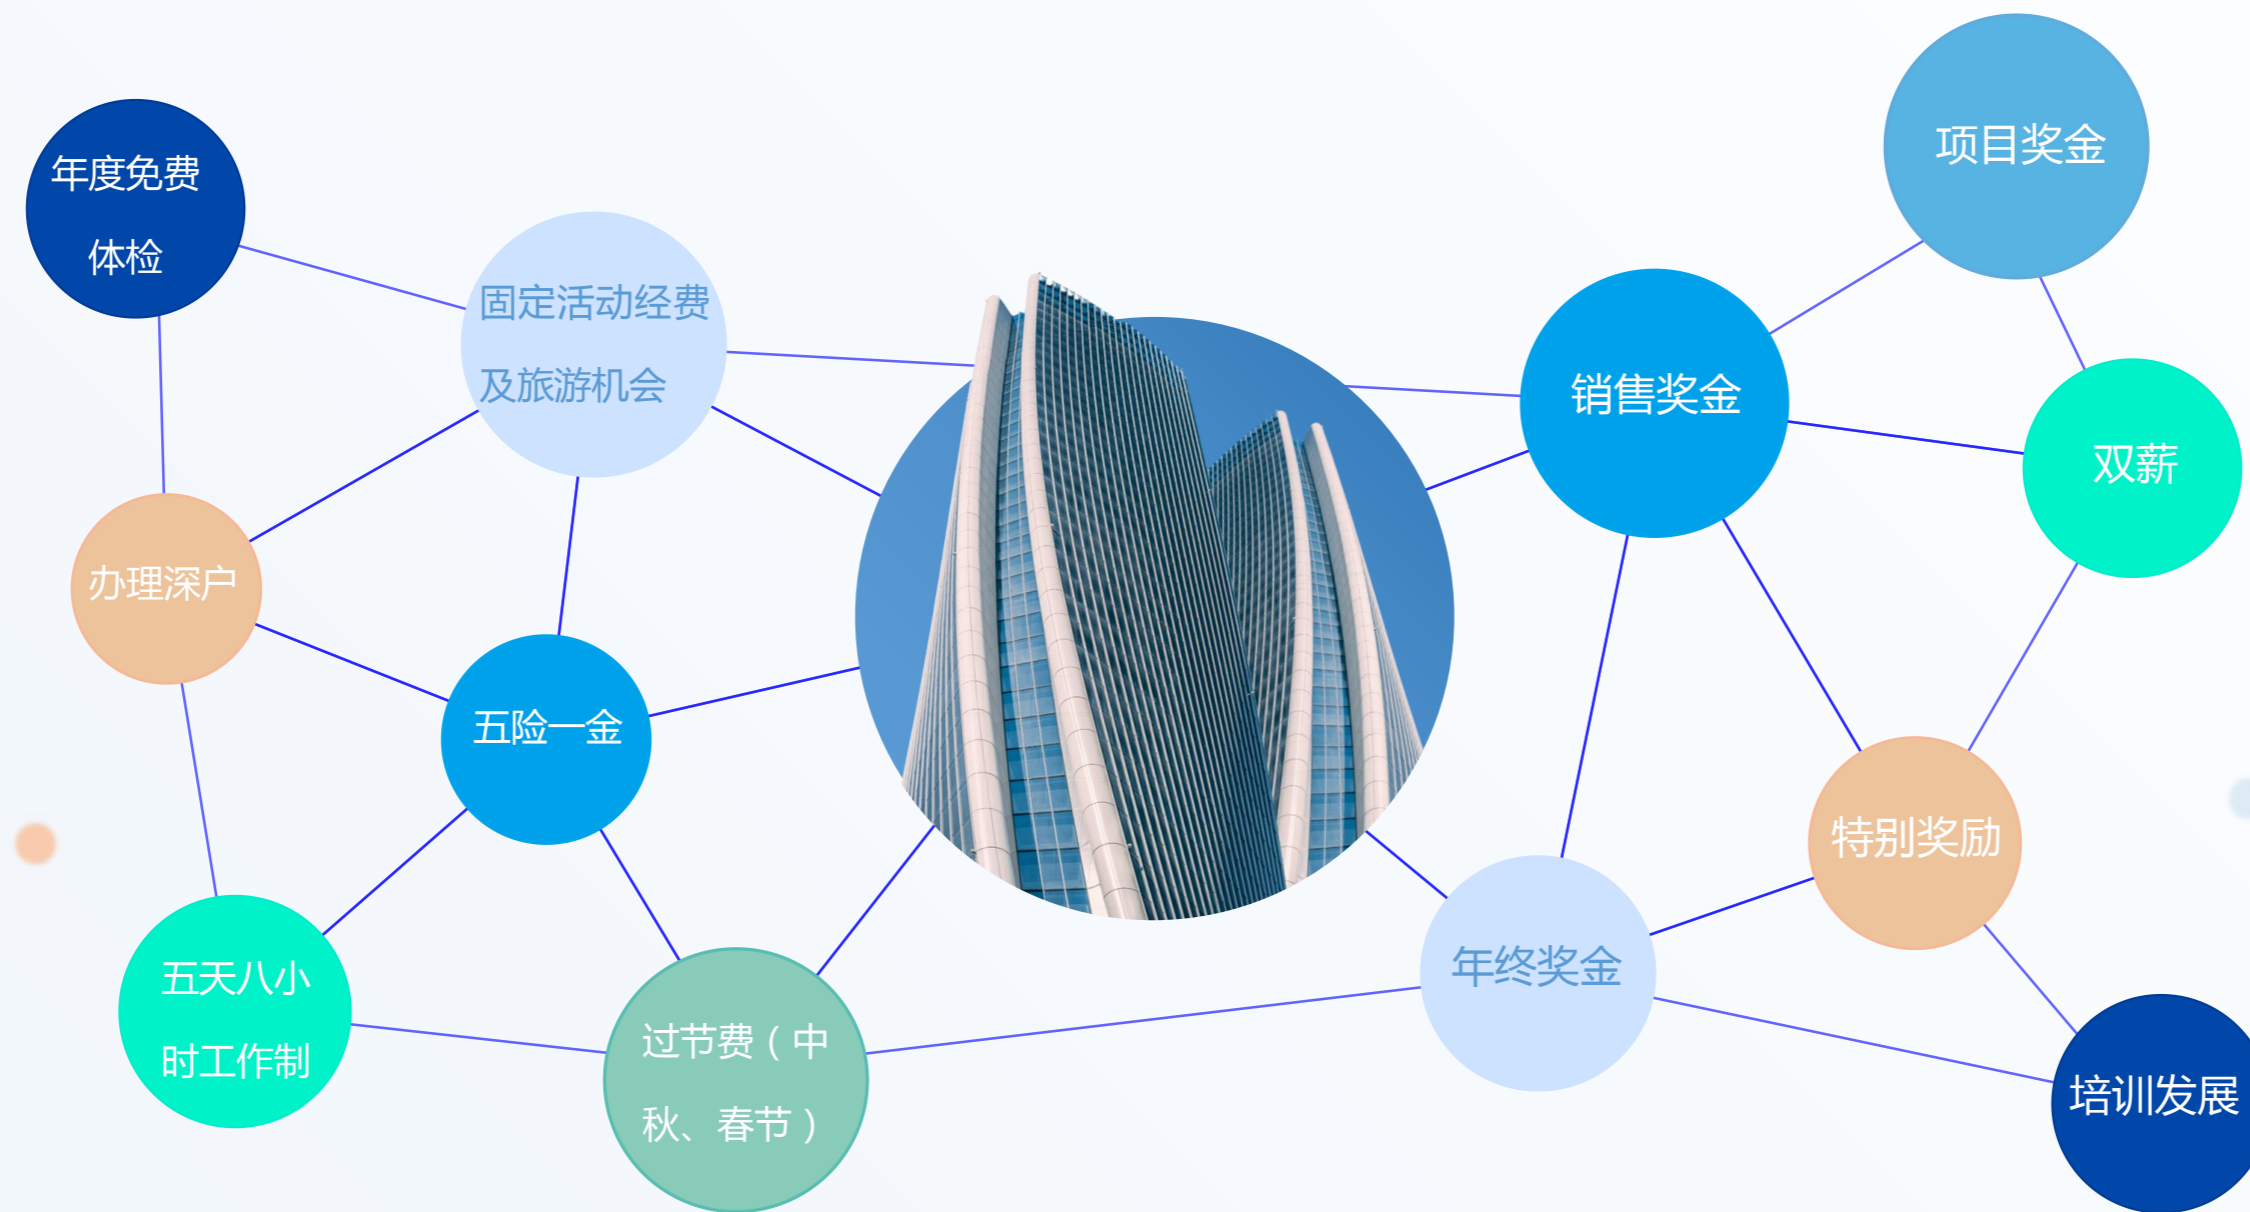 年度免费
体检
固定活动经费
及旅游机会
办理深户
五险一金
五天八小
时工作制
过节费（中
秋、春节）
项目奖金
销售奖金
双薪
特别奖励
年终奖金
培训发展